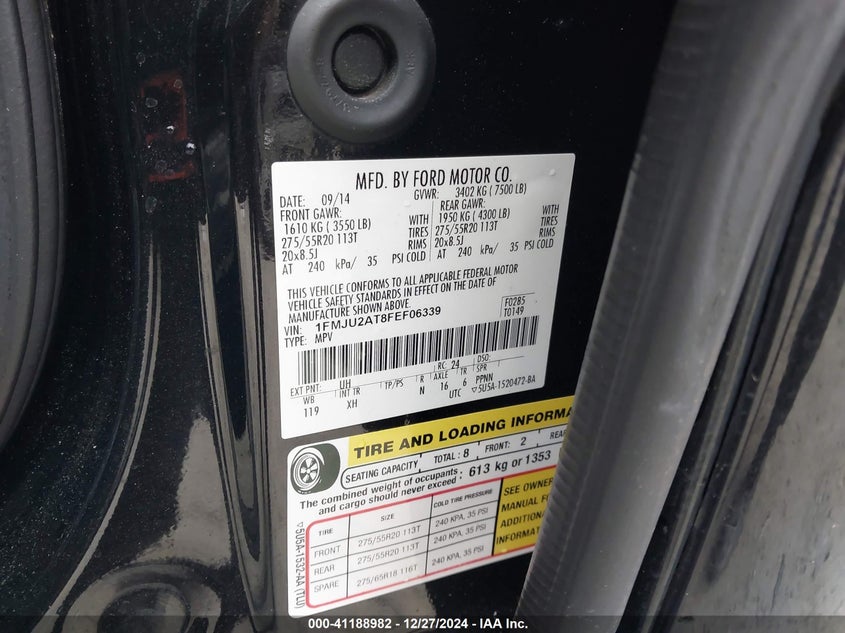 MFD. BY FORD MOTOR CO.
DATE: 09/14 GVWR: 3402 KG ( 7500 LB)
FRONT GAWR: REAR GAWR:
1610 KG ( 3550 LB) WITH 1950 KG ( 4300 LB) WITH
275/55R20 113T TIRES 275/55R20 113T TIRES
20x8.5J RIMS 20x8.5J RIMS
AT 240 kPa/ 35 PSI COLD AT 240 kPa/ 35 PSI COLD
THIS VEHICLE CONFORMS TO ALL APPLICABLE FEDERAL MOTOR
VEHICLE SAFETY STANDARDS IN EFFECT ON THE DATE OF
MANUFACTURE SHOWN ABOVE.
VIN: 1FMJU2AT8FEF06339 F0285
TYPE: MPV T0149
EXT PNT: UH RC: 24 DSO:
WB INT TR TP/PS R AXLE TR SPR
119 XH N 16 6 PPNN
UTC ▽5U5A-1520472-BA
TIRE AND LOADING INFORMA
SEATING CAPACITY TOTAL: 8 FRONT: 2 REA
The combined weight of occupants and cargo should never exceed: 613 kg or 1353
TIRE SIZE COLD TIRE PRESSURE
FRONT 275/55R20 113T 240 KPA, 35 PSI
REAR 275/55R20 113T 240 KPA, 35 PSI
SPARE 275/65R18 116T 240 KPA, 35 PSI
SEE OWNER
MANUAL FO
ADDITIONA
INFORMAT
▽5U5A-1532-AA (TLU)
000-41188982 - 12/27/2024 - IAA Inc.